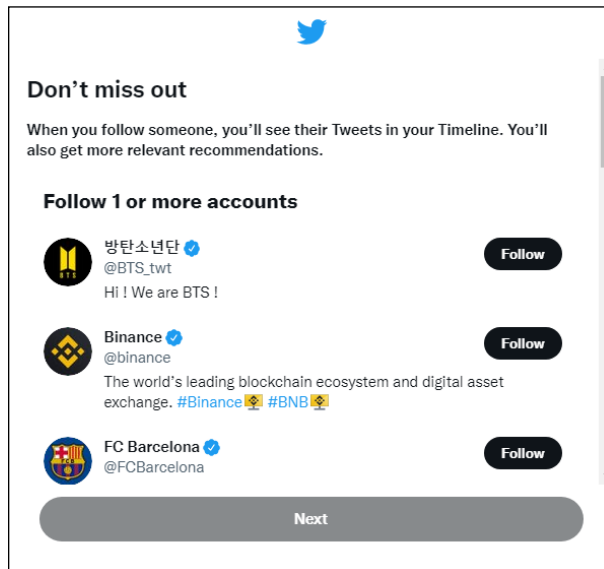 Don't miss out
When you follow someone, you'll see their Tweets in your Timeline. You'll
also get more relevant recommendations.
Follow 1 or more accounts
방탄소년단
@BTS_twt
Hi ! We are BTS !
Follow
BTS
Binance
@binance
The world's leading blockchain ecosystem and digital asset
exchange. #Binance #BNB
Follow
FC Barcelona
@FCBarcelona
Follow
FCB
Next